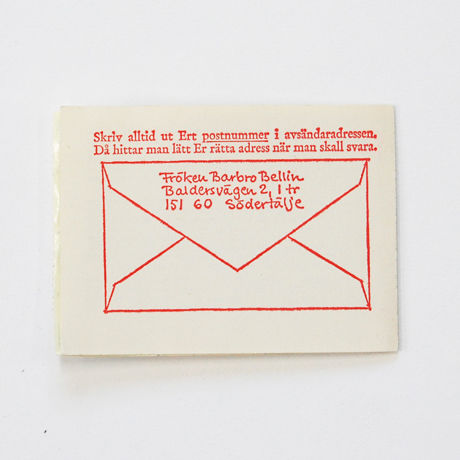 Skriv alltid ut Ert postnummer i avsändaradressen.
Då hittar man lätt Er rätta adress när man skall svara.
Fröken Barbro Bellin
Baldersvägen 2, 1 tr
151 60 Södertälje